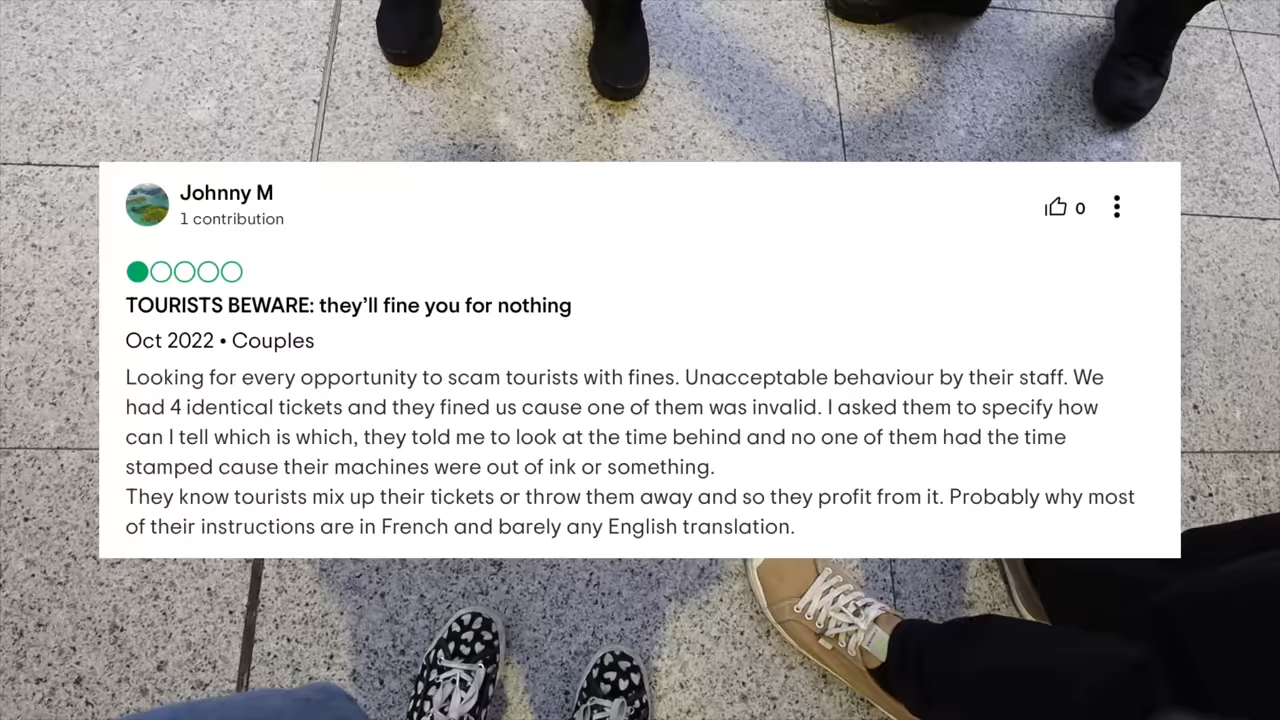 Johnny M
1 contribution
0
TOURISTS BEWARE: they’ll fine you for nothing
Oct 2022 • Couples
Looking for every opportunity to scam tourists with fines. Unacceptable behaviour by their staff. We
had 4 identical tickets and they fined us cause one of them was invalid. I asked them to specify how
can I tell which is which, they told me to look at the time behind and no one of them had the time
stamped cause their machines were out of ink or something.
They know tourists mix up their tickets or throw them away and so they profit from it. Probably why most
of their instructions are in French and barely any English translation.